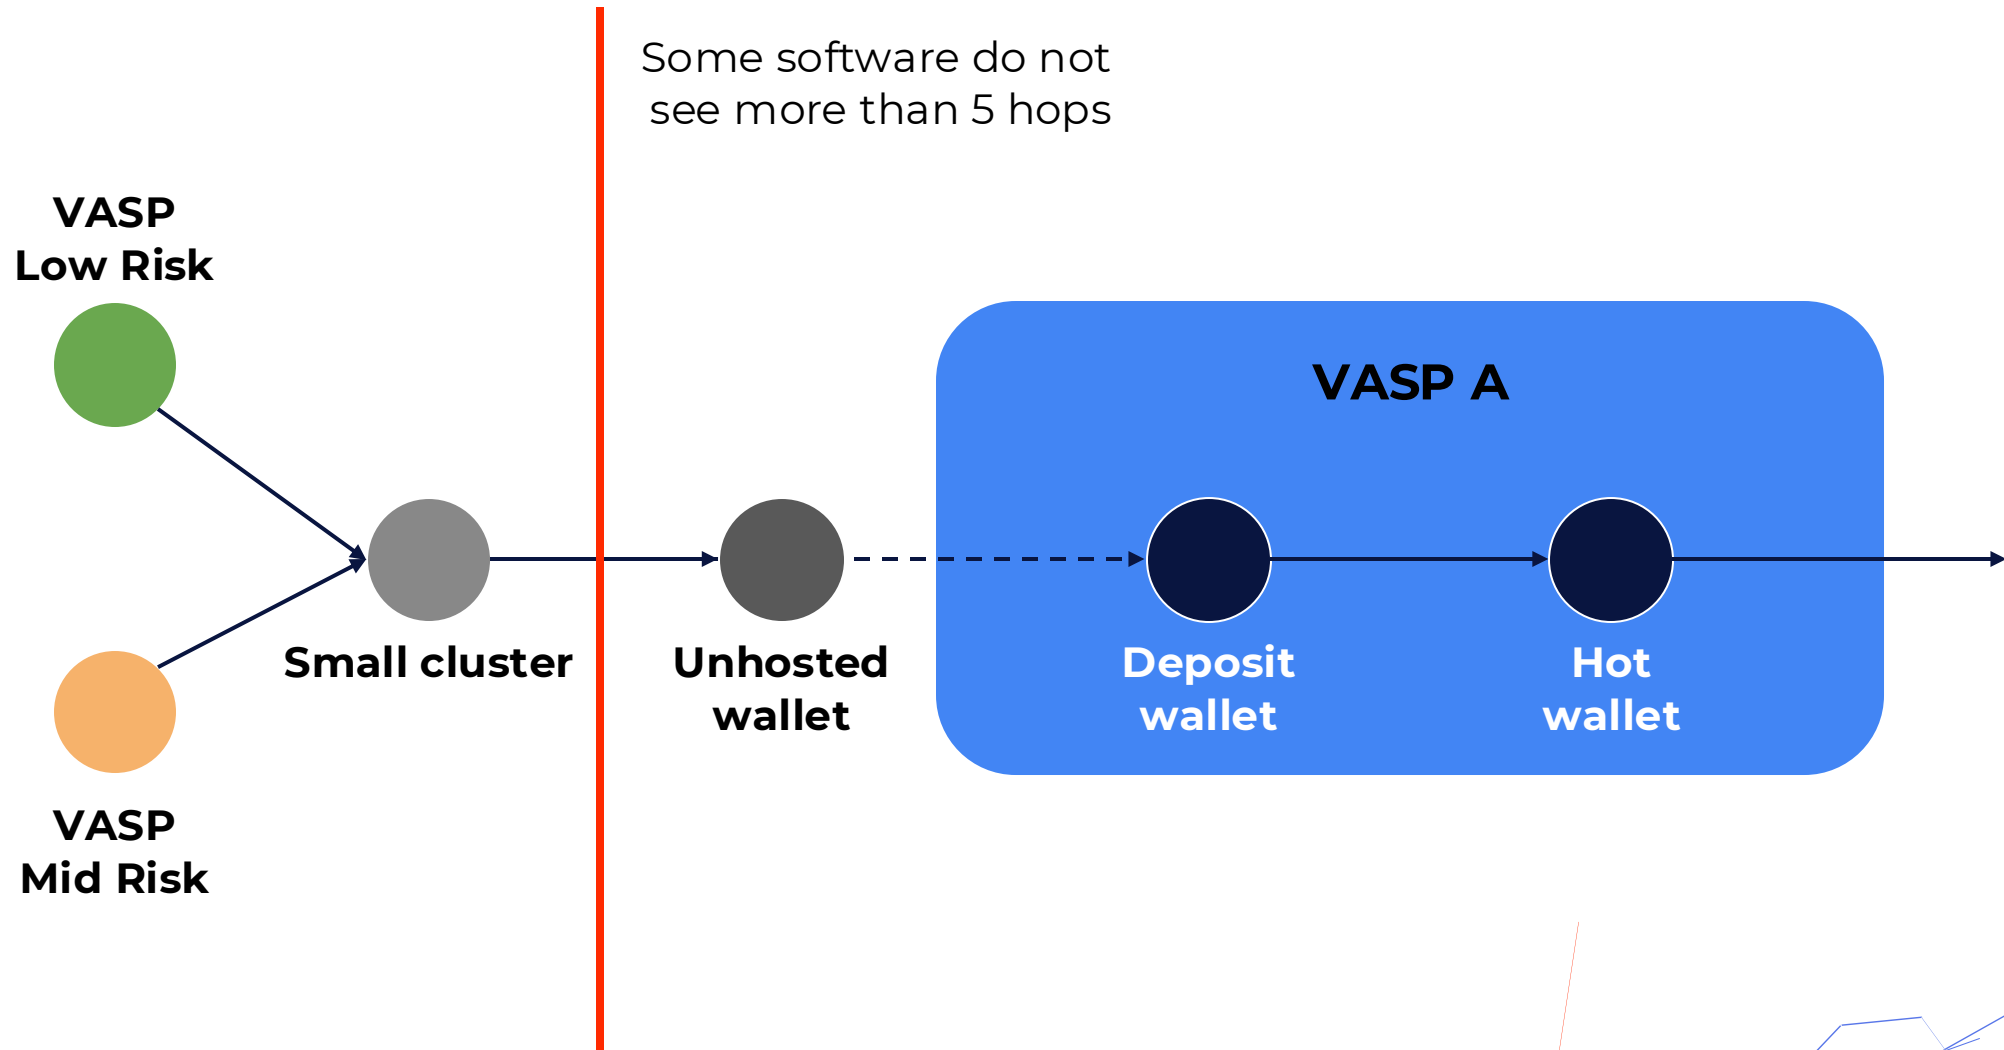 Some software do not
see more than 5 hops
VASP
Low Risk
VASP A
Small cluster
Unhosted
wallet
Deposit
wallet
Hot
wallet
VASP
Mid Risk